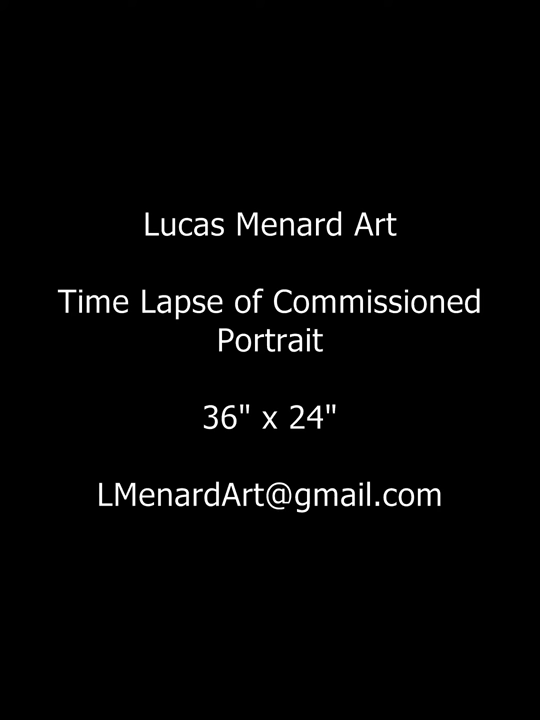 Lucas Menard Art
Time Lapse of Commissioned
Portrait
36" x 24"
LMenardArt@gmail.com